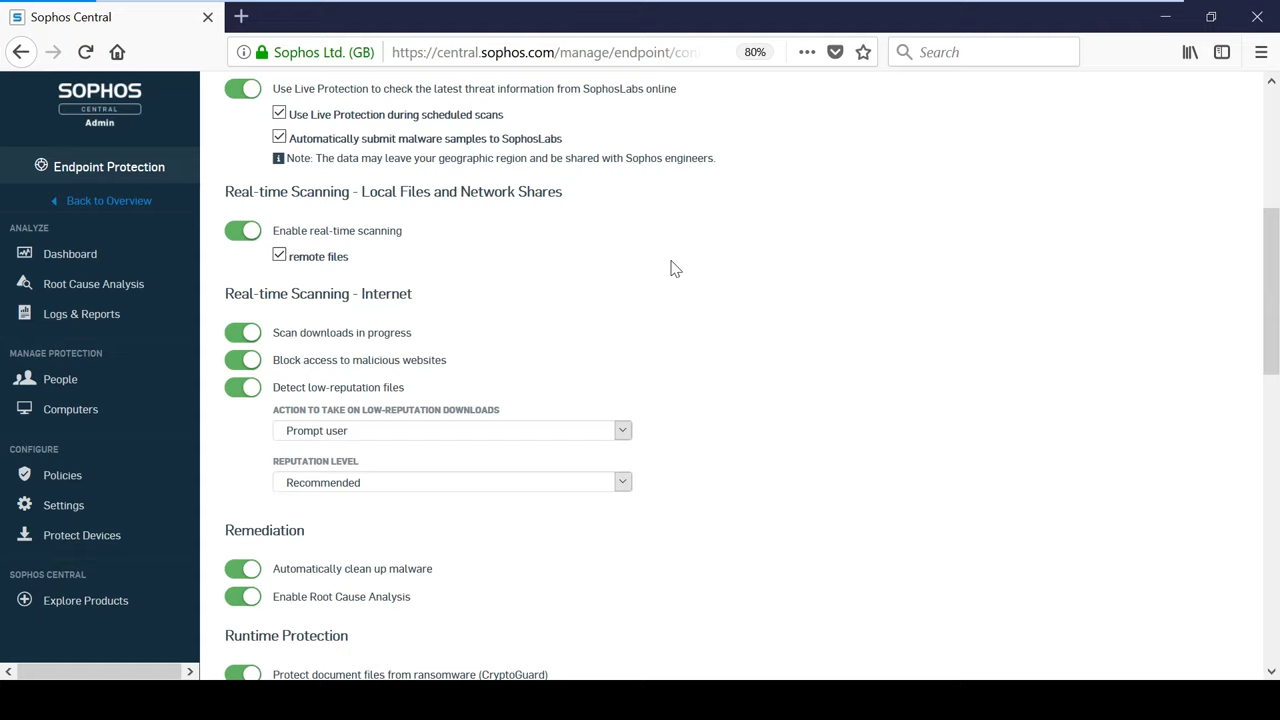 Sophos Central
Sophos Ltd. (GB)
https://central.sophos.com/manage/endpoint/con
80%
Search
SOPHOS
CENTRAL
Admin
Endpoint Protection
Back to Overview
ANALYZE
Dashboard
Root Cause Analysis
Logs & Reports
MANAGE PROTECTION
People
Computers
CONFIGURE
Policies
Settings
Protect Devices
SOPHOS CENTRAL
Explore Products
Use Live Protection to check the latest threat information from SophosLabs online
Use Live Protection during scheduled scans
Automatically submit malware samples to SophosLabs
Note: The data may leave your geographic region and be shared with Sophos engineers.
Real-time Scanning - Local Files and Network Shares
Enable real-time scanning
remote files
Real-time Scanning - Internet
Scan downloads in progress
Block access to malicious websites
Detect low-reputation files
ACTION TO TAKE ON LOW-REPUTATION DOWNLOADS
Prompt user
REPUTATION LEVEL
Recommended
Remediation
Automatically clean up malware
Enable Root Cause Analysis
Runtime Protection
Protect document files from ransomware (CryptoGuard)